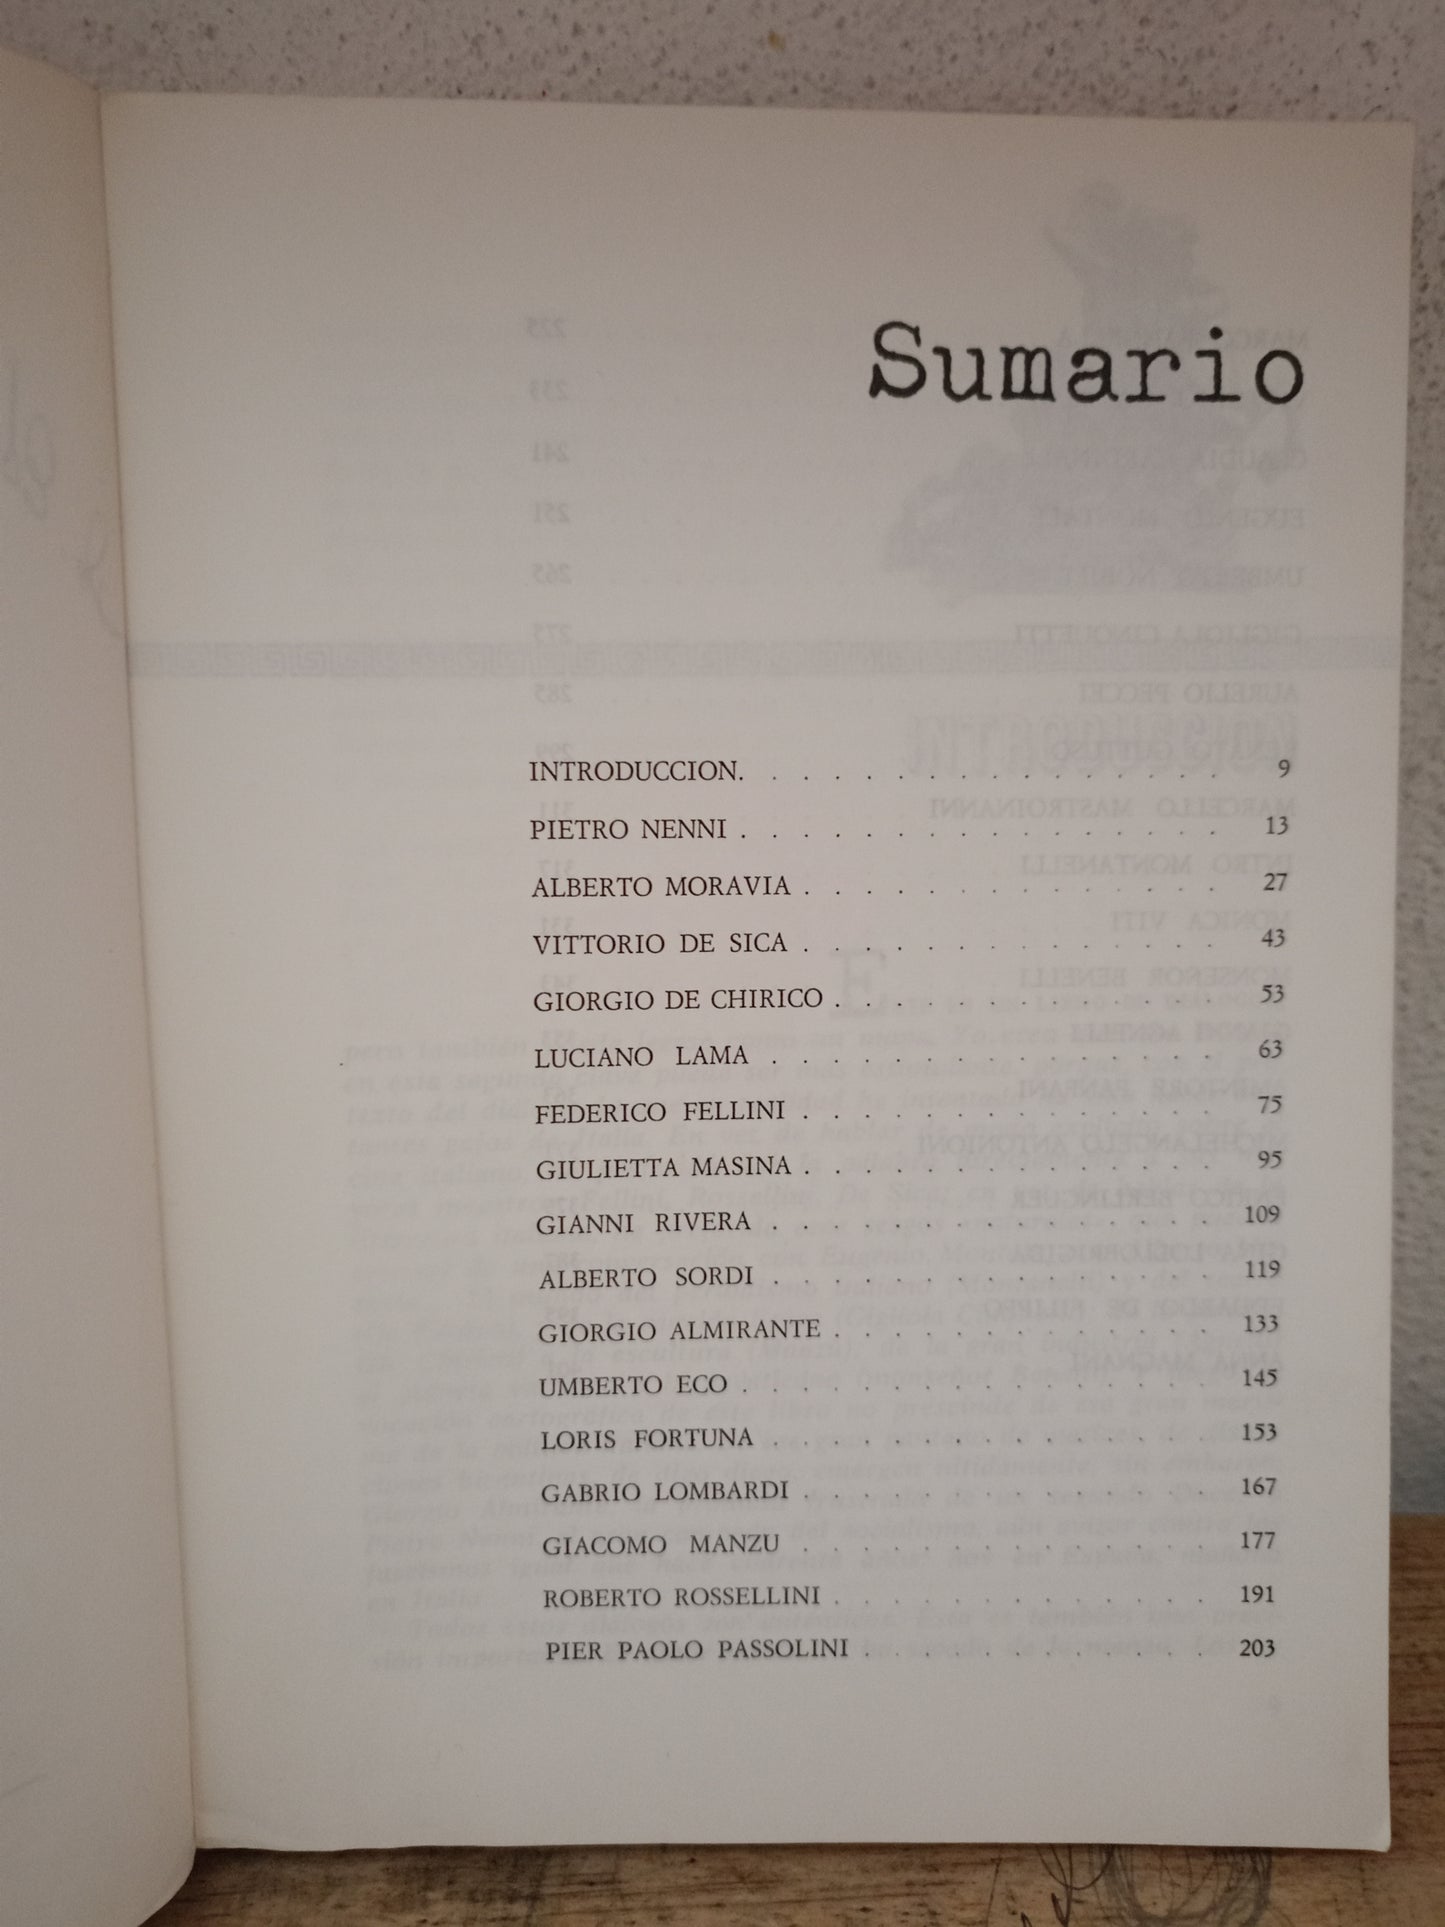 Sumario
INTRODUCCION. . . . . . . . . . . . . . . . 9
PIETRO NENNI . . . . . . . . . . . . . . . . 13
ALBERTO MORAVIA . . . . . . . . . . . . . . 27
VITTORIO DE SICA . . . . . . . . . . . . . . 43
GIORGIO DE CHIRICO . . . . . . . . . . . . . 53
LUCIANO LAMA . . . . . . . . . . . . . . . 63
FEDERICO FELLINI . . . . . . . . . . . . . . 75
GIULIETTA MASINA . . . . . . . . . . . . . . 95
GIANNI RIVERA . . . . . . . . . . . . . . . 109
ALBERTO SORDI . . . . . . . . . . . . . . . 119
GIORGIO ALMIRANTE . . . . . . . . . . . . . 133
UMBERTO ECO . . . . . . . . . . . . . . . . 145
LORIS FORTUNA . . . . . . . . . . . . . . . 153
GABRIO LOMBARDI . . . . . . . . . . . . . . 167
GIACOMO MANZU . . . . . . . . . . . . . . 177
ROBERTO ROSSELLINI . . . . . . . . . . . . . 191
PIER PAOLO PASSOLINI . . . . . . . . . . . . 203